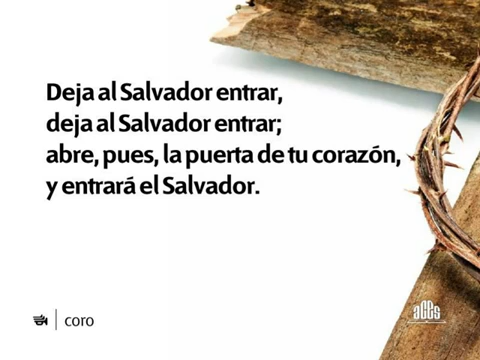 Deja al Salvador entrar,
deja al Salvador entrar;
abre, pues, la puerta de tu corazón,
y entrará el Salvador.
coro
aces